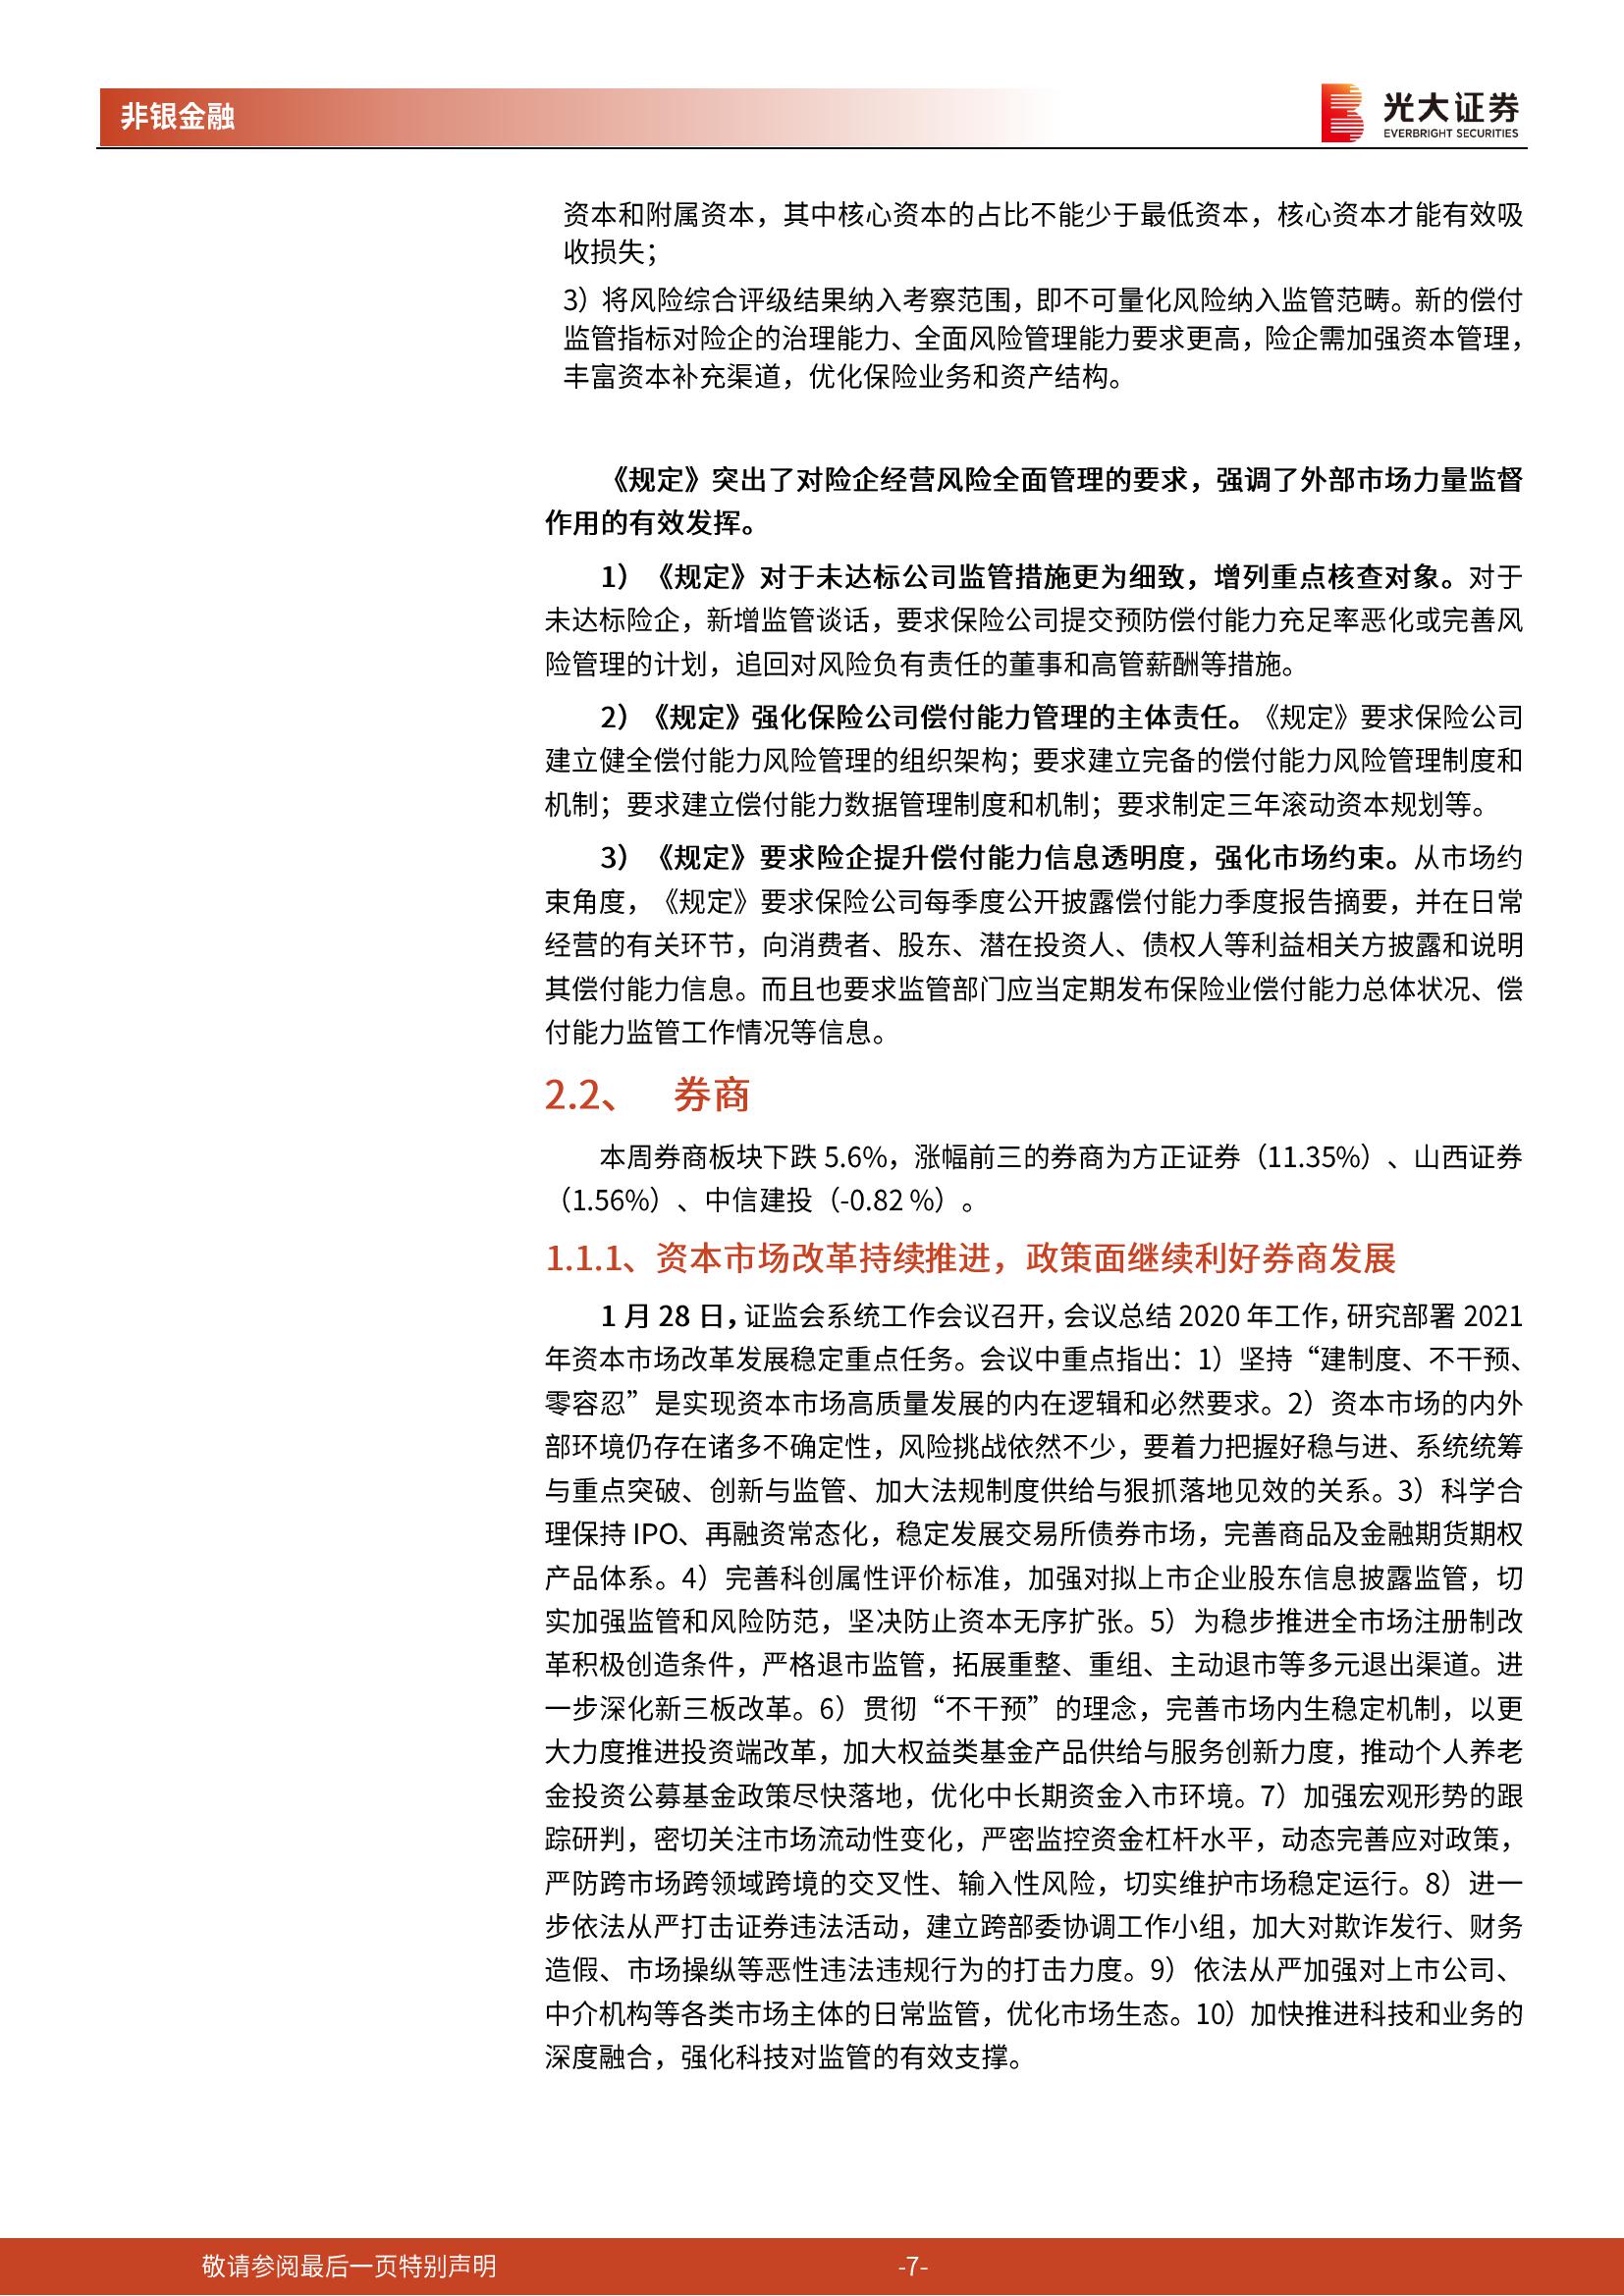 非银金融
光大证券
EVERBRIGHT SECURITIES
资本和附属资本，其中核心资本的占比不能少于最低资本，核心资本才能有效吸
收损失；
3）将风险综合评级结果纳入考察范围，即不可量化风险纳入监管范畴。新的偿付
监管指标对险企的治理能力、全面风险管理能力要求更高，险企需加强资本管理，
丰富资本补充渠道，优化保险业务和资产结构。
《规定》突出了对险企经营风险全面管理的要求，强调了外部市场力量监督
作用的有效发挥。
1）《规定》对于未达标公司监管措施更为细致，增列重点核查对象。对于
未达标险企，新增监管谈话，要求保险公司提交预防偿付能力充足率恶化或完善风
险管理的计划，追回对风险负有责任的董事和高管薪酬等措施。
2）《规定》强化保险公司偿付能力管理的主体责任。《规定》要求保险公司
建立健全偿付能力风险管理的组织架构；要求建立完备的偿付能力风险管理制度和
机制；要求建立偿付能力数据管理制度和机制；要求制定三年滚动资本规划等。
3）《规定》要求险企提升偿付能力信息透明度，强化市场约束。从市场约
束角度，《规定》要求保险公司每季度公开披露偿付能力季度报告摘要，并在日常
经营的有关环节，向消费者、股东、潜在投资人、债权人等利益相关方披露和说明
其偿付能力信息。而且也要求监管部门应当定期发布保险业偿付能力总体状况、偿
付能力监管工作情况等信息。
2.2、 券商
本周券商板块下跌 5.6%，涨幅前三的券商为方正证券（11.35%）、山西证券
（1.56%）、中信建投（-0.82 %）。
1.1.1、资本市场改革持续推进，政策面继续利好券商发展
1 月 28 日，证监会系统工作会议召开，会议总结 2020 年工作，研究部署 2021
年资本市场改革发展稳定重点任务。会议中重点指出：1）坚持“建制度、不干预、
零容忍”是实现资本市场高质量发展的内在逻辑和必然要求。2）资本市场的内外
部环境仍存在诸多不确定性，风险挑战依然不少，要着力把握好稳与进、系统统筹
与重点突破、创新与监管、加大法规制度供给与狠抓落地见效的关系。3）科学合
理保持 IPO、再融资常态化，稳定发展交易所债券市场，完善商品及金融期货期权
产品体系。4）完善科创属性评价标准，加强对拟上市企业股东信息披露监管，切
实加强监管和风险防范，坚决防止资本无序扩张。5）为稳步推进全市场注册制改
革积极创造条件，严格退市监管，拓展重整、重组、主动退市等多元退出渠道。进
一步深化新三板改革。6）贯彻“不干预”的理念，完善市场内生稳定机制，以更
大力度推进投资端改革，加大权益类基金产品供给与服务创新力度，推动个人养老
金投资公募基金政策尽快落地，优化中长期资金入市环境。7）加强宏观形势的跟
踪研判，密切关注市场流动性变化，严密监控资金杠杆水平，动态完善应对政策，
严防跨市场跨领域跨境的交叉性、输入性风险，切实维护市场稳定运行。8）进一
步依法从严打击证券违法活动，建立跨部委协调工作小组，加大对欺诈发行、财务
造假、市场操纵等恶性违法违规行为的打击力度。9）依法从严加强对上市公司、
中介机构等各类市场主体的日常监管，优化市场生态。10）加快推进科技和业务的
深度融合，强化科技对监管的有效支撑。
敬请参阅最后一页特别声明
-7-